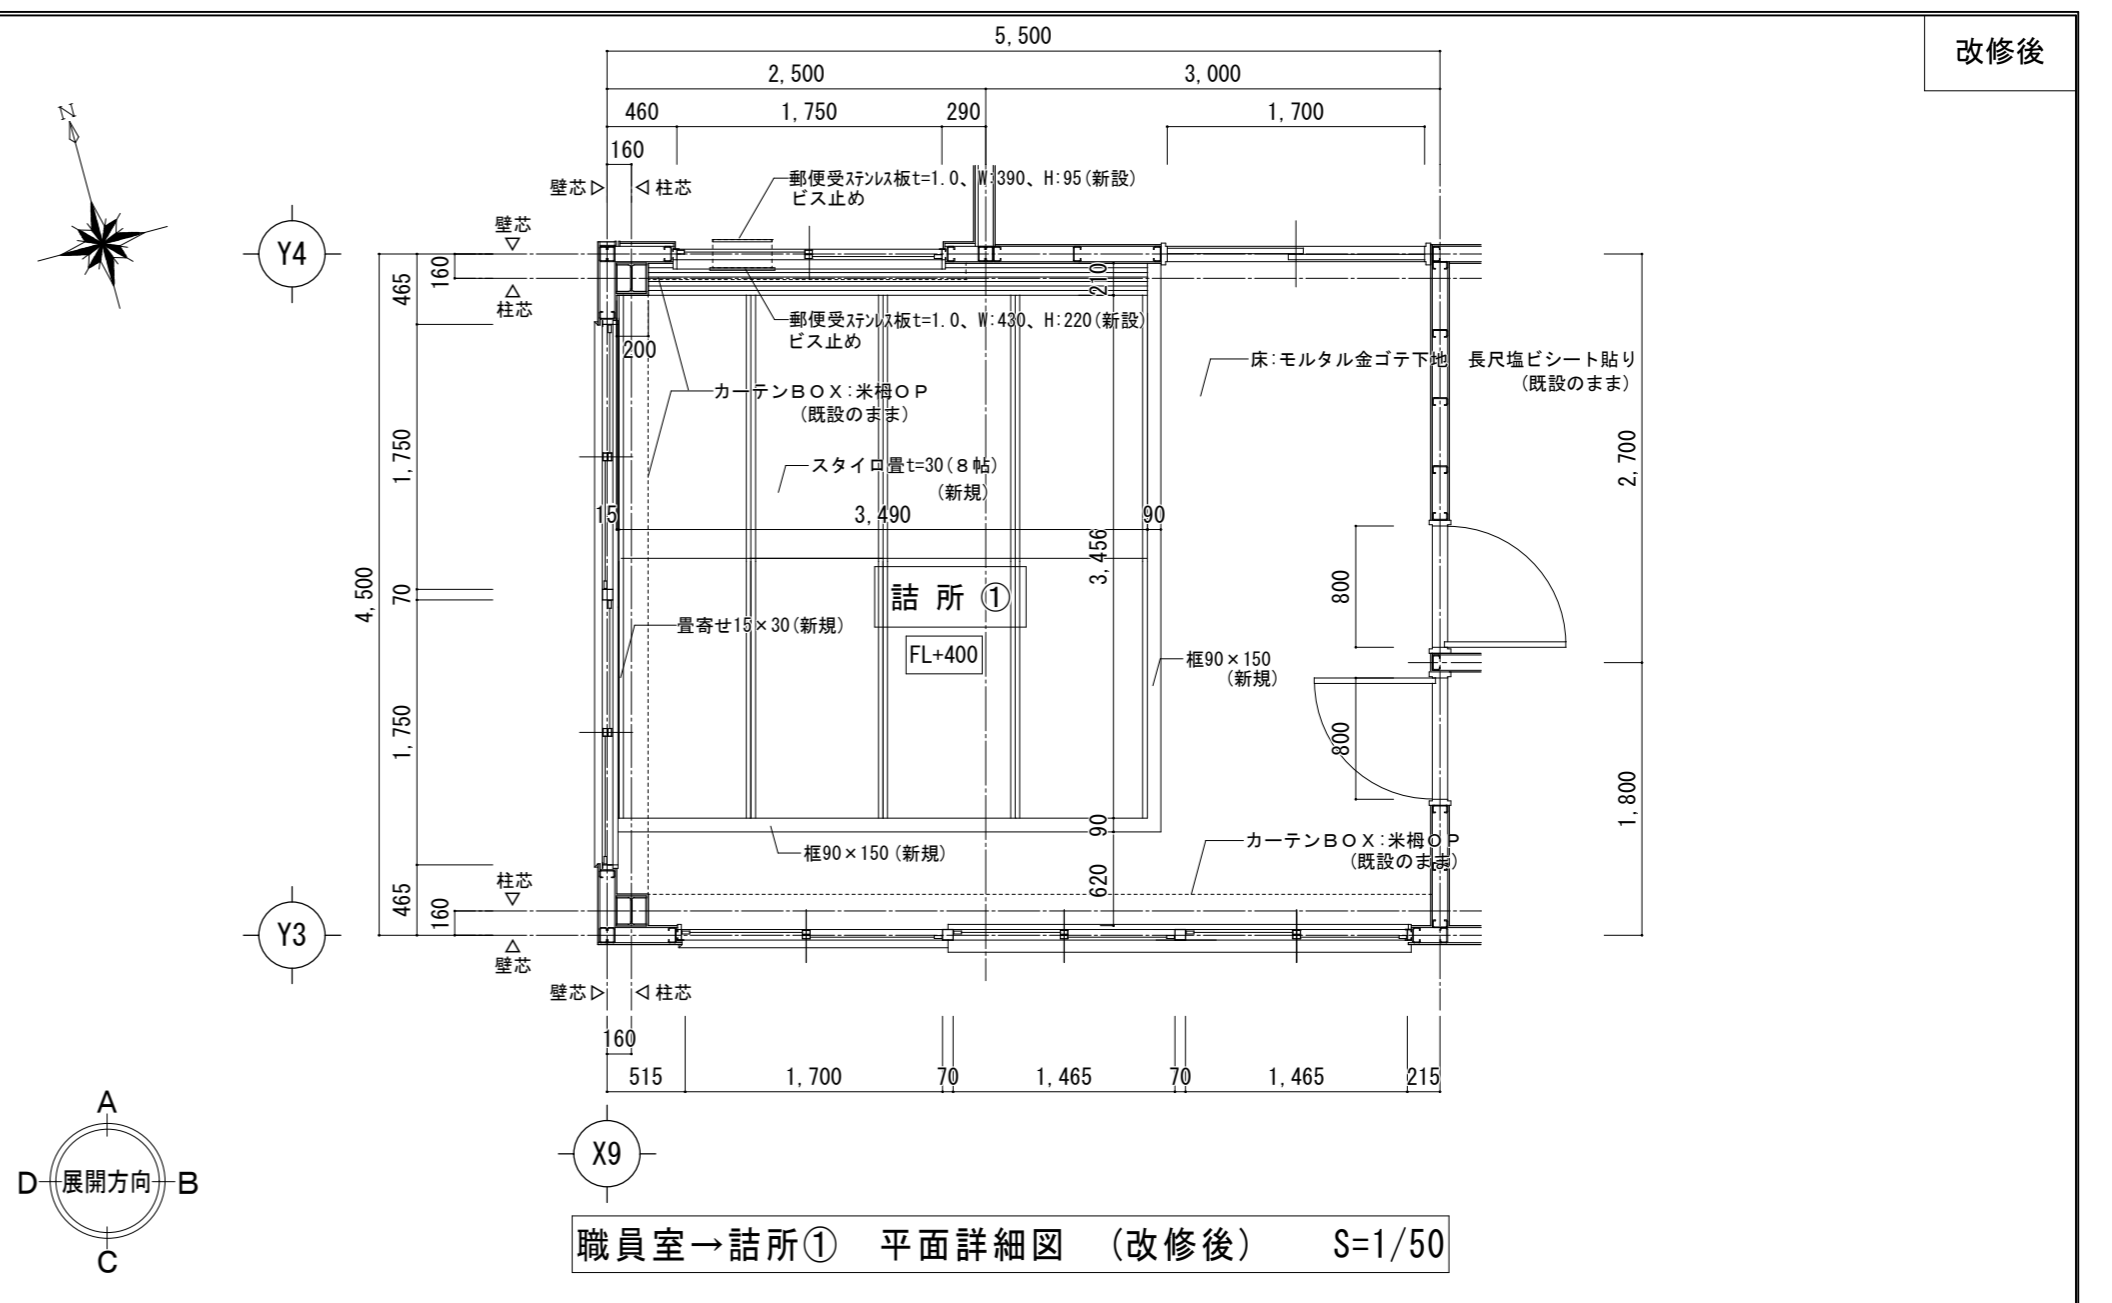 改修後
5,500
2,500
3,000
460
1,750
290
1,700
160
N
壁芯
柱芯
郵便受ステンレス板t=1.0、W:390、H:95(新設)
ビス止め
壁芯
Y4
160
465
柱芯
210
郵便受ステンレス板t=1.0、W:430、H:220(新設)
ビス止め
200
床:モルタル金ゴテ下地 長尺塩ビシート貼り
(既設のまま)
カーテンBOX:米栂OP
(既設のまま)
1,750
2,700
スタイロ畳t=30(8帖)
(新規)
15
3,490
90
3,456
4,500
70
800
詰所①
畳寄せ15×30(新規)
FL+400
框90×150
(新規)
1,750
800
1,800
90
框90×150(新規)
カーテンBOX:米栂OP
(既設のまま)
柱芯
465
160
620
Y3
壁芯
壁芯
柱芯
160
515
1,700
70
1,465
70
1,465
215
A
X9
D
展開方向
B
C
職員室→詰所① 平面詳細図 (改修後) S=1/50